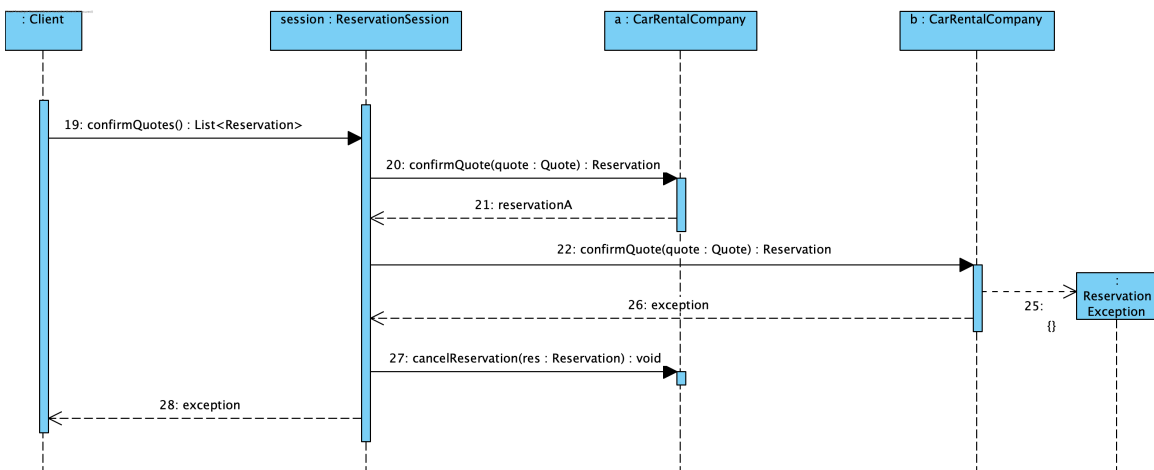 : Client
session : ReservationSession
a : CarRentalCompany
b : CarRentalCompany
19: confirmQuotes() : List<Reservation>
20: confirmQuote(quote : Quote) : Reservation
21: reservationA
22: confirmQuote(quote : Quote) : Reservation
:
Reservation
Exception
25:
{}
26: exception
27: cancelReservation(res : Reservation) : void
28: exception